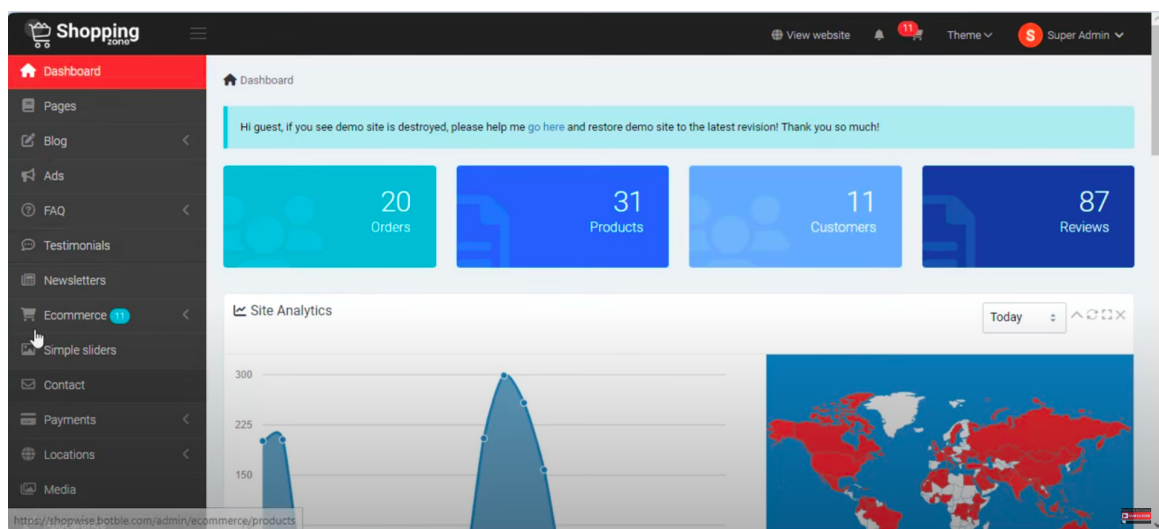 Shopping
zone
View website
11
Theme
S
Super Admin
Dashboard
Pages
Blog
Ads
FAQ
Testimonials
Newsletters
Ecommerce 11
Simple sliders
Contact
Payments
Locations
Media
https://shopwise.botble.com/admin/ecommerce/products
Dashboard
Hi guest, if you see demo site is destroyed, please help me go here and restore demo site to the latest revision! Thank you so much!
20
Orders
31
Products
11
Customers
87
Reviews
Site Analytics
Today
300
225
150